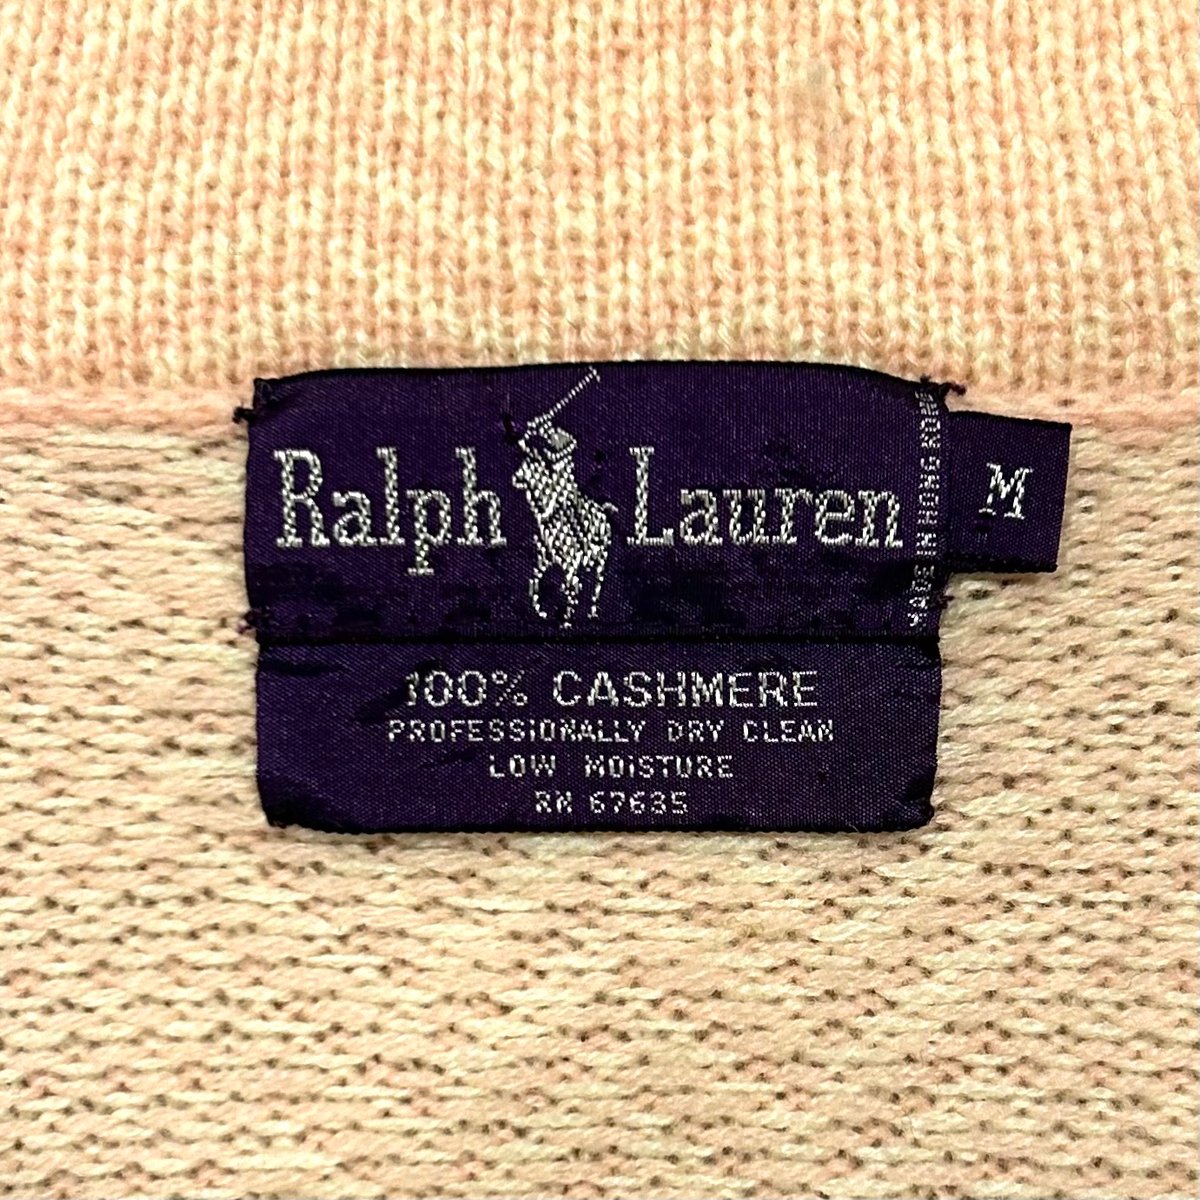 Ralph Lauren
MADE IN HONG KONG
M
100% CASHMERE
PROFESSIONALLY DRY CLEAN
LOW MOISTURE
RN 67635